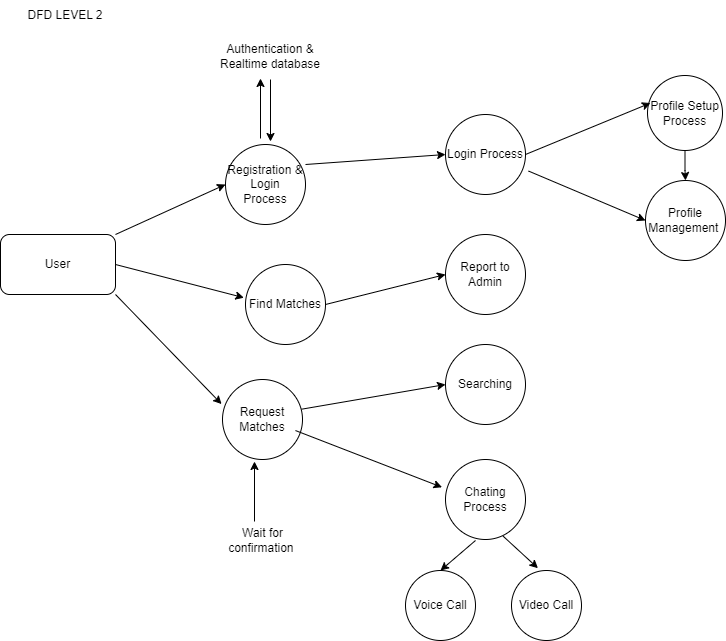 DFD LEVEL 2
Authentication &
Realtime database
Registration &
Login
Process
Login Process
Profile Setup
Process
Profile
Management
User
Find Matches
Report to
Admin
Request
Matches
Searching
Chating
Process
Wait for
confirmation
Voice Call
Video Call